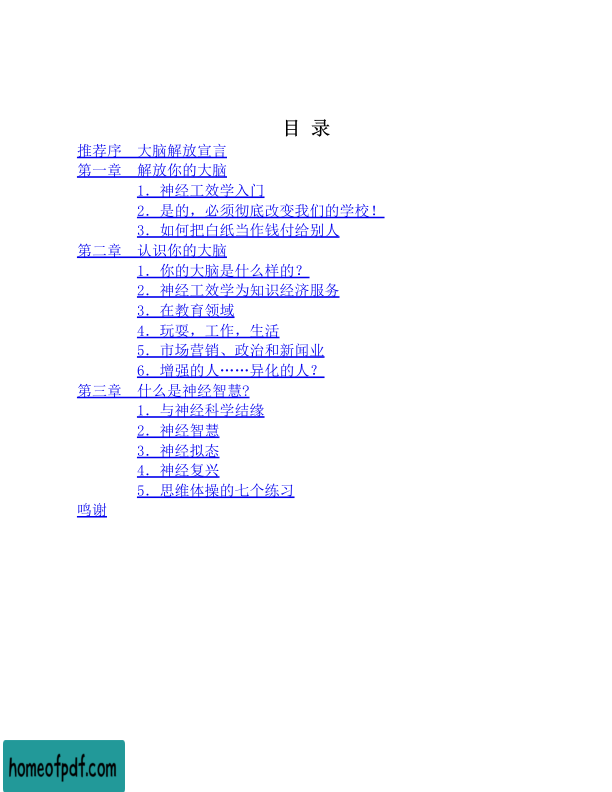 目 录
推荐序　大脑解放宣言
第一章　解放你的大脑
1. 神经工效学入门
2. 是的，必须彻底改变我们的学校！
3. 如何把白纸当作钱付给别人
第二章　认识你的大脑
1. 你的大脑是什么样的？
2. 神经工效学为知识经济服务
3. 在教育领域
4. 玩耍，工作，生活
5. 市场营销、政治和新闻业
6. 增强的人……异化的人？
第三章　什么是神经智慧?
1. 与神经科学结缘
2. 神经智慧
3. 神经拟态
4. 神经复兴
5. 思维体操的七个练习
鸣谢
homeofpdf.com